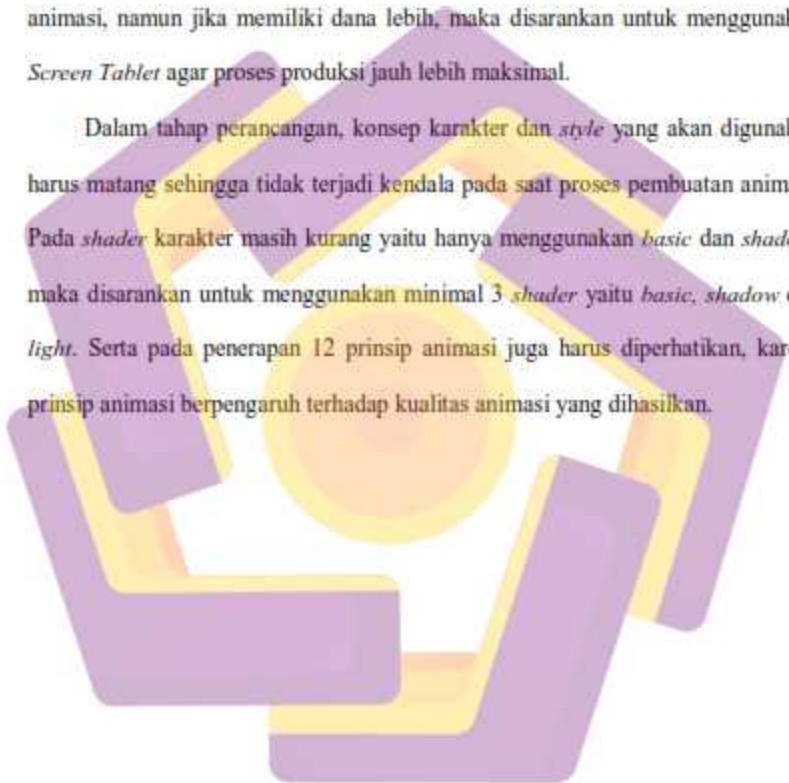 animasi, namun jika memiliki dana lebih, maka disarankan untuk menggunak
Screen Tablet agar proses produksi jauh lebih maksimal.
Dalam tahap perancangan, konsep karakter dan style yang akan digunak
harus matang sehingga tidak terjadi kendala pada saat proses pembuatan anim
Pada shader karakter masih kurang yaitu hanya menggunakan basic dan shad
maka disarankan untuk menggunakan minimal 3 shader yaitu basic, shadow
light. Serta pada penerapan 12 prinsip animasi juga harus diperhatikan, kar
prinsip animasi berpengaruh terhadap kualitas animasi yang dihasilkan.